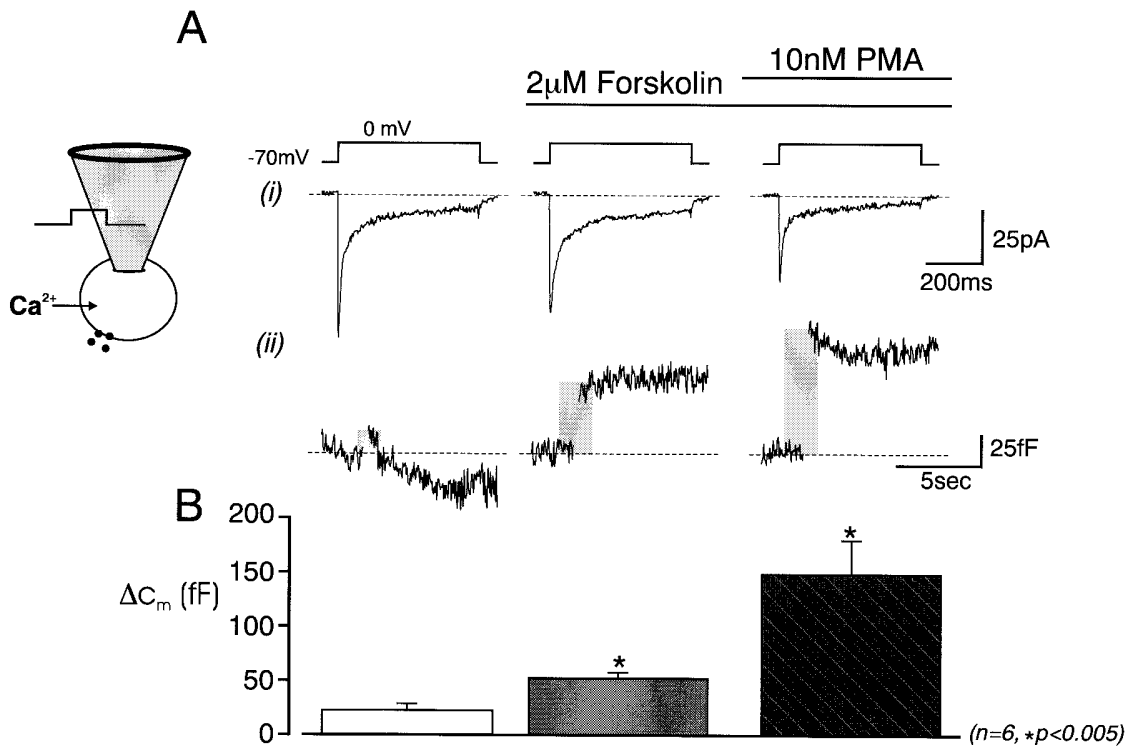 A
10nM PMA
2μM Forskolin
0 mV
-70mV
(i)
25pA
200ms
Ca²⁺
(ii)
25fF
5sec
B
200
150
100
50
0
ΔCm (fF)
*
*
(n=6, *p<0.005)